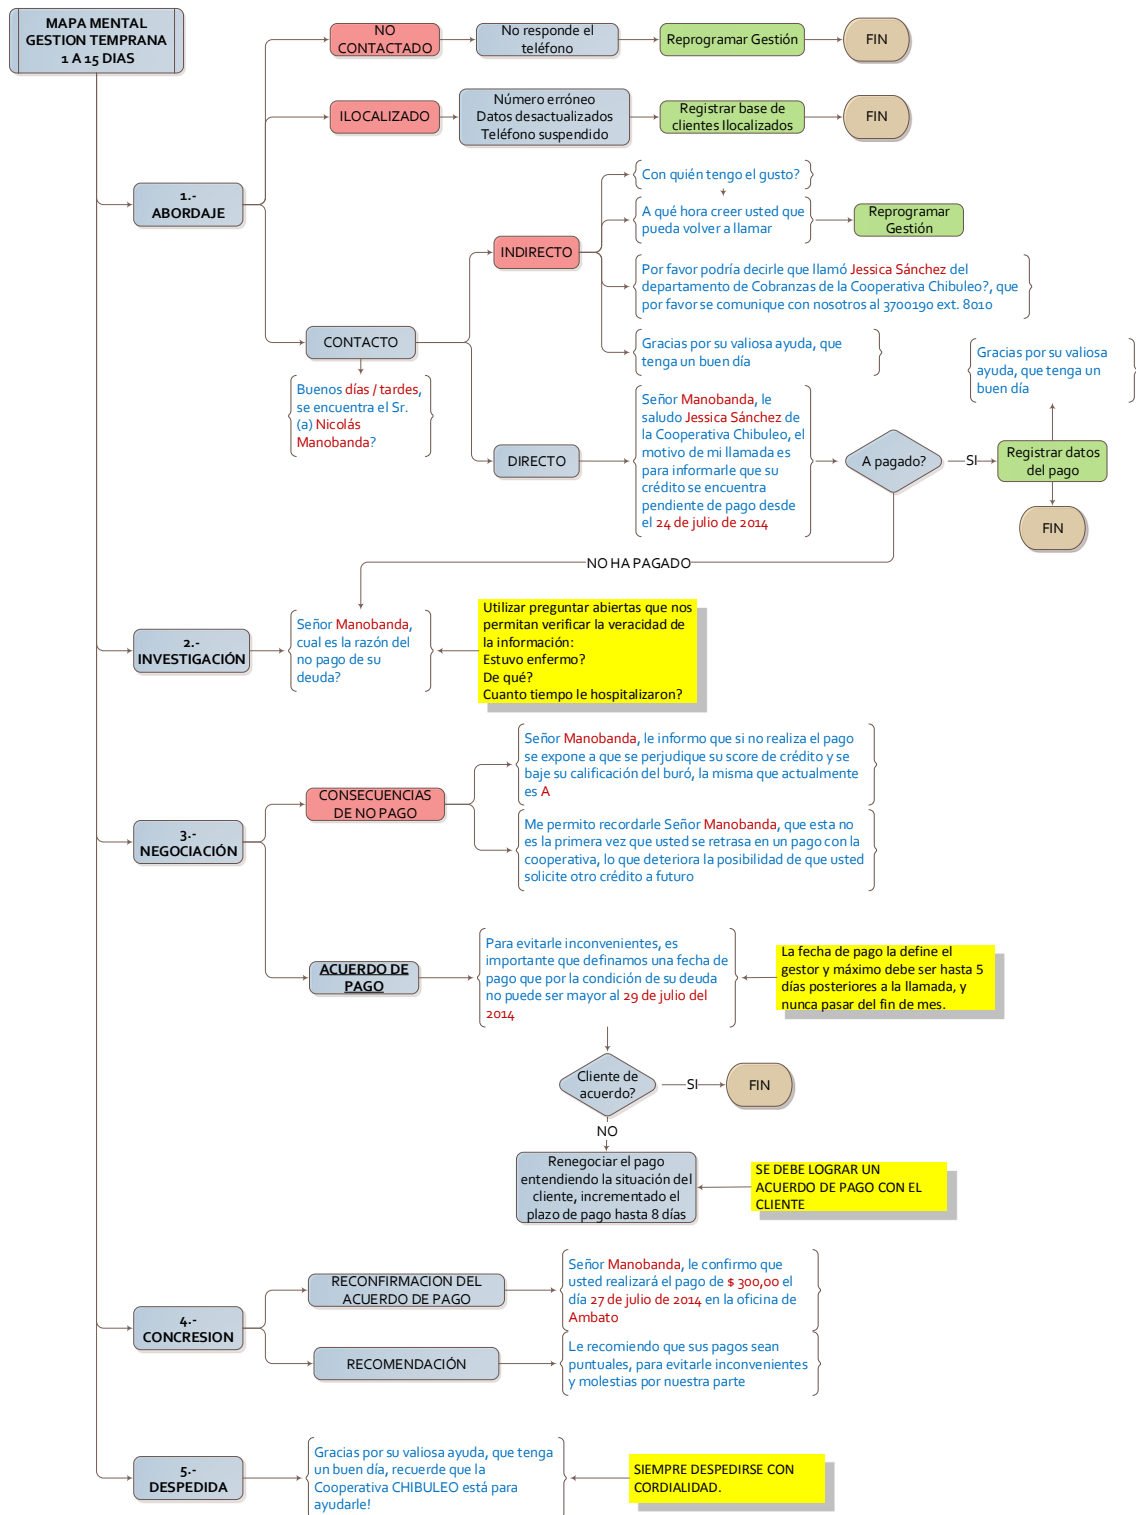 MAPA MENTAL
GESTION TEMPRANA
1 A 15 DIAS
NO
CONTACTADO
No responde el
teléfono
Reprogramar Gestión
FIN
ILOCALIZADO
Número erróneo
Datos desactualizados
Teléfono suspendido
Registrar base de
clientes Ilocalizados
FIN
1.-
ABORDAJE
CONTACTO
Buenos días / tardes,
se encuentra el Sr.
(a) Nicolás
Manobanda?
INDIRECTO
Con quién tengo el gusto?
A qué hora creer usted que
pueda volver a llamar
Reprogramar
Gestión
Por favor podría decirle que llamó Jessica Sánchez del
departamento de Cobranzas de la Cooperativa Chibuleo?, que
por favor se comunique con nosotros al 3700190 ext. 8010
Gracias por su valiosa ayuda, que
tenga un buen día
DIRECTO
Señor Manobanda, le
saludo Jessica Sánchez de
la Cooperativa Chibuleo, el
motivo de mi llamada es
para informarle que su
crédito se encuentra
pendiente de pago desde
el 24 de julio de 2014
A pagado?
SI
Registrar datos
del pago
Gracias por su valiosa
ayuda, que tenga un
buen día
FIN
NO HA PAGADO
2.-
INVESTIGACIÓN
Señor Manobanda,
cual es la razón del
no pago de su
deuda?
Utilizar preguntar abiertas que nos
permitan verificar la veracidad de
la información:
Estuvo enfermo?
De qué?
Cuanto tiempo le hospitalizaron?
3.-
NEGOCIACIÓN
CONSECUENCIAS
DE NO PAGO
Señor Manobanda, le informo que si no realiza el pago
se expone a que se perjudique su score de crédito y se
baje su calificación del buró, la misma que actualmente
es A
Me permito recordarle Señor Manobanda, que esta no
es la primera vez que usted se retrasa en un pago con la
cooperativa, lo que deteriora la posibilidad de que usted
solicite otro crédito a futuro
ACUERDO DE
PAGO
Para evitarle inconvenientes, es
importante que definamos una fecha de
pago que por la condición de su deuda
no puede ser mayor al 29 de julio del
2014
La fecha de pago la define el
gestor y máximo debe ser hasta 5
días posteriores a la llamada, y
nunca pasar del fin de mes.
Cliente de
acuerdo?
SI
FIN
NO
Renegociar el pago
entendiendo la situación del
cliente, incrementado el
plazo de pago hasta 8 días
SE DEBE LOGRAR UN
ACUERDO DE PAGO CON EL
CLIENTE
4.-
CONCRESION
RECONFIRMACION DEL
ACUERDO DE PAGO
Señor Manobanda, le confirmo que
usted realizará el pago de $ 300,00 el
día 27 de julio de 2014 en la oficina de
Ambato
RECOMENDACIÓN
Le recomiendo que sus pagos sean
puntuales, para evitarle inconvenientes
y molestias por nuestra parte
5.-
DESPEDIDA
Gracias por su valiosa ayuda, que tenga
un buen día, recuerde que la
Cooperativa CHIBULEO está para
ayudarle!
SIEMPRE DESPEDIRSE CON
CORDIALIDAD.